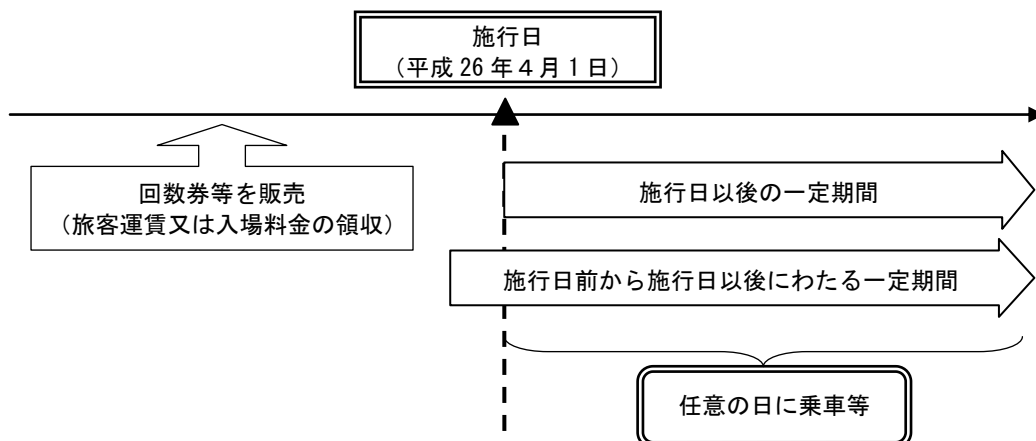 施行日
（平成 26 年４月１日）
回数券等を販売
（旅客運賃又は入場料金の領収）
施行日以後の一定期間
施行日前から施行日以後にわたる一定期間
任意の日に乗車等